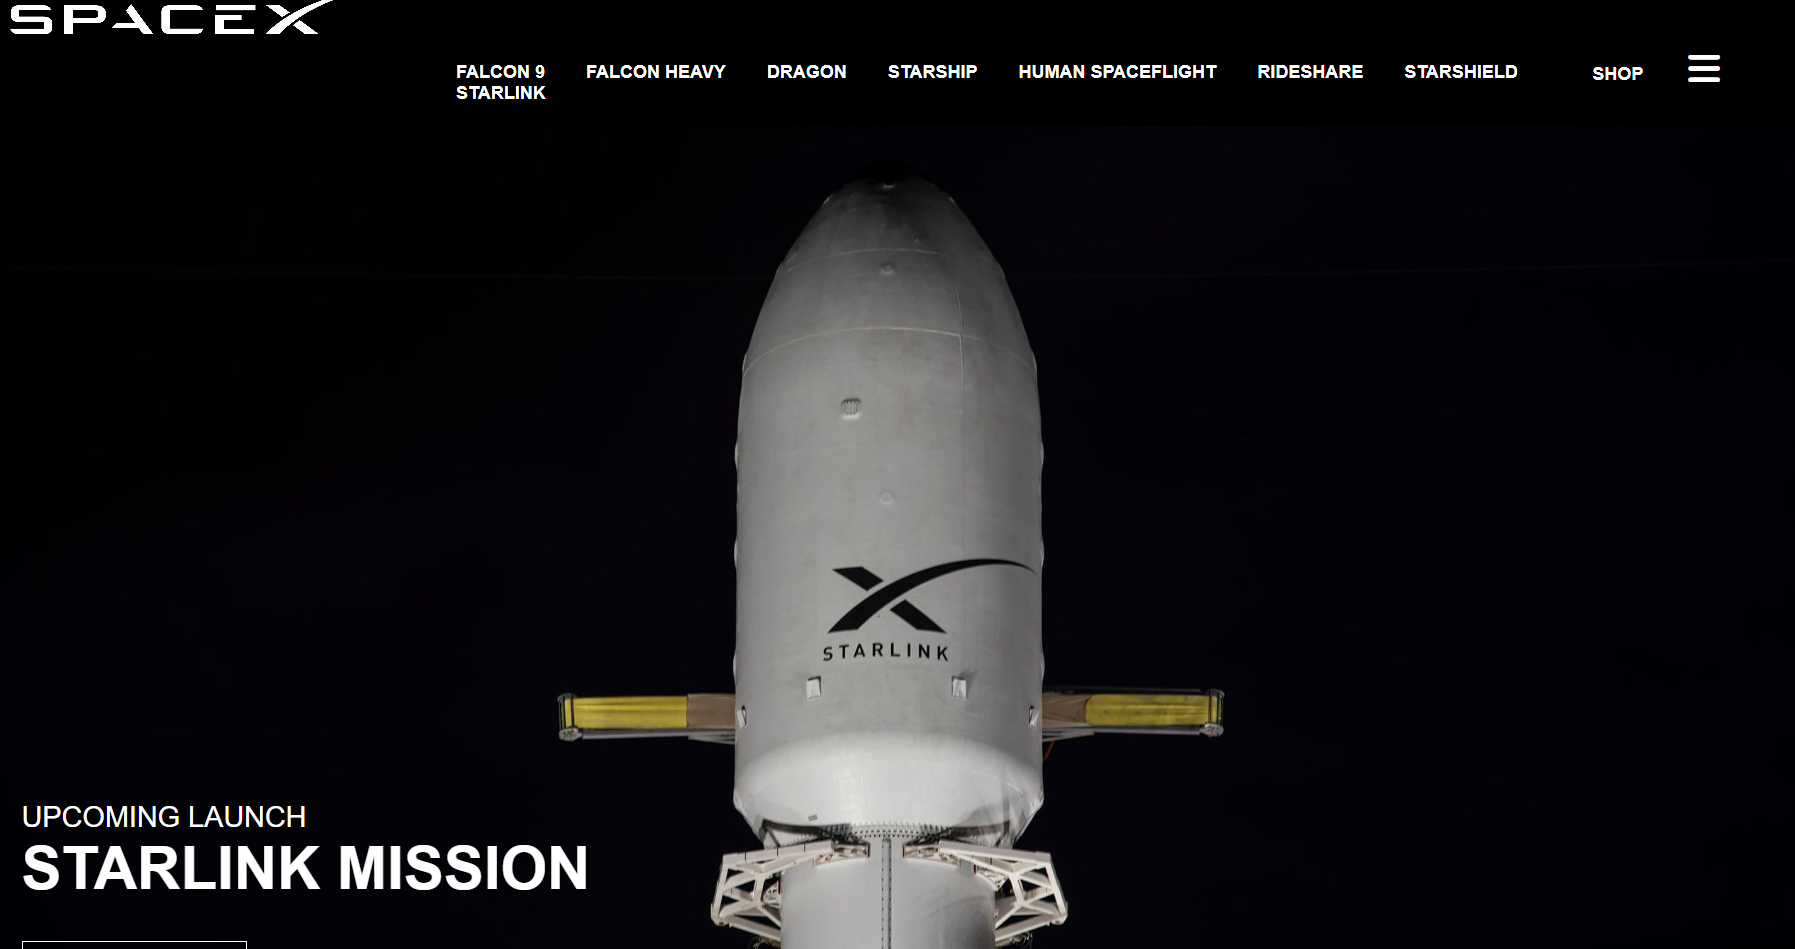 SPACEX
FALCON 9 FALCON HEAVY DRAGON STARSHIP HUMAN SPACEFLIGHT RIDESHARE STARSHIELD SHOP
STARLINK
STARLINK
UPCOMING LAUNCH
STARLINK MISSION